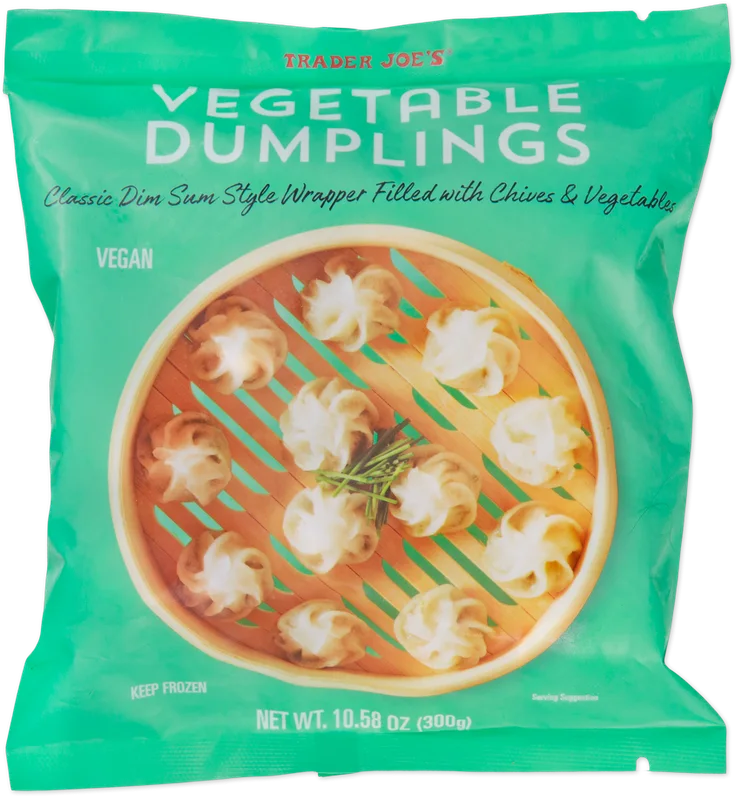 TRADER JOE'S®
VEGETABLE
DUMPLINGS
Classic Dim Sum Style Wrapper Filled with Chives & Vegetables
VEGAN
KEEP FROZEN
Serving Suggestion
NET WT. 10.58 OZ (300g)